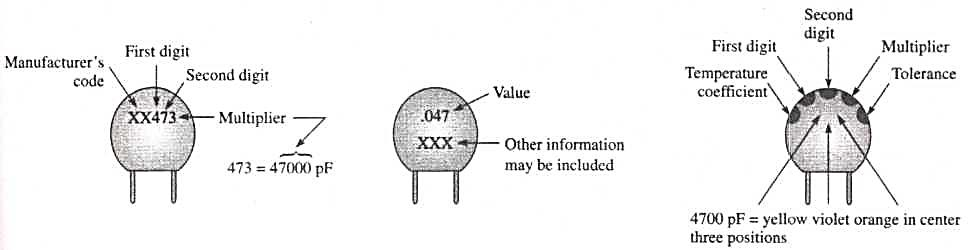 Manufacturer's
code
First digit
Second digit
XX473
Multiplier
473 = 47000 pF
Value
.047
XXX
Other information
may be included
Second
digit
First digit
Multiplier
Temperature
coefficient
Tolerance
4700 pF = yellow violet orange in center
three positions